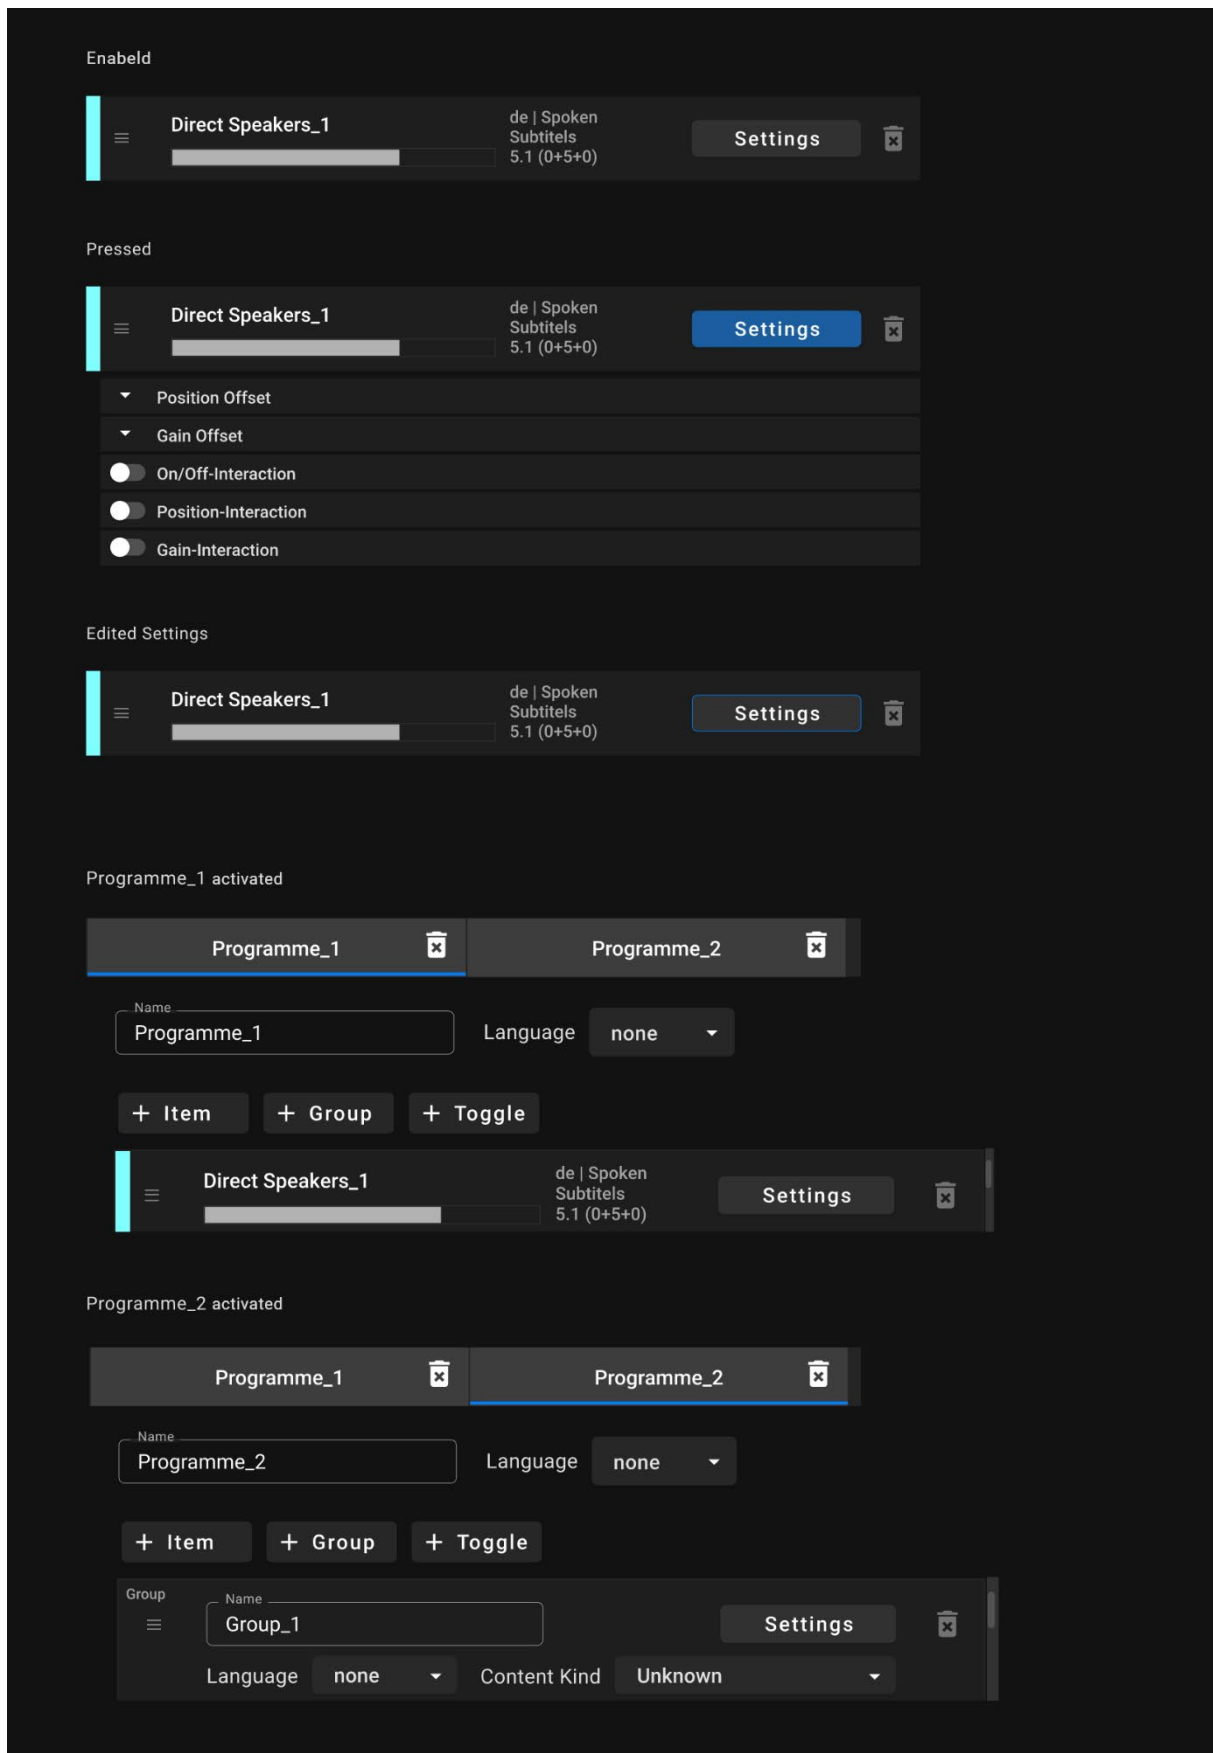 Enabeld
Direct Speakers_1
de | Spoken
Subtitels
5.1 (0+5+0)
Settings
Pressed
Direct Speakers_1
de | Spoken
Subtitels
5.1 (0+5+0)
Settings
Position Offset
Gain Offset
On/Off-Interaction
Position-Interaction
Gain-Interaction
Edited Settings
Direct Speakers_1
de | Spoken
Subtitels
5.1 (0+5+0)
Settings
Programme_1 activated
Programme_1 Programme_2
Name
Programme_1 Language none
+ Item + Group + Toggle
Direct Speakers_1
de | Spoken
Subtitels
5.1 (0+5+0)
Settings
Programme_2 activated
Programme_1 Programme_2
Name
Programme_2 Language none
+ Item + Group + Toggle
Group
Name
Group_1 Settings
Language none Content Kind Unknown